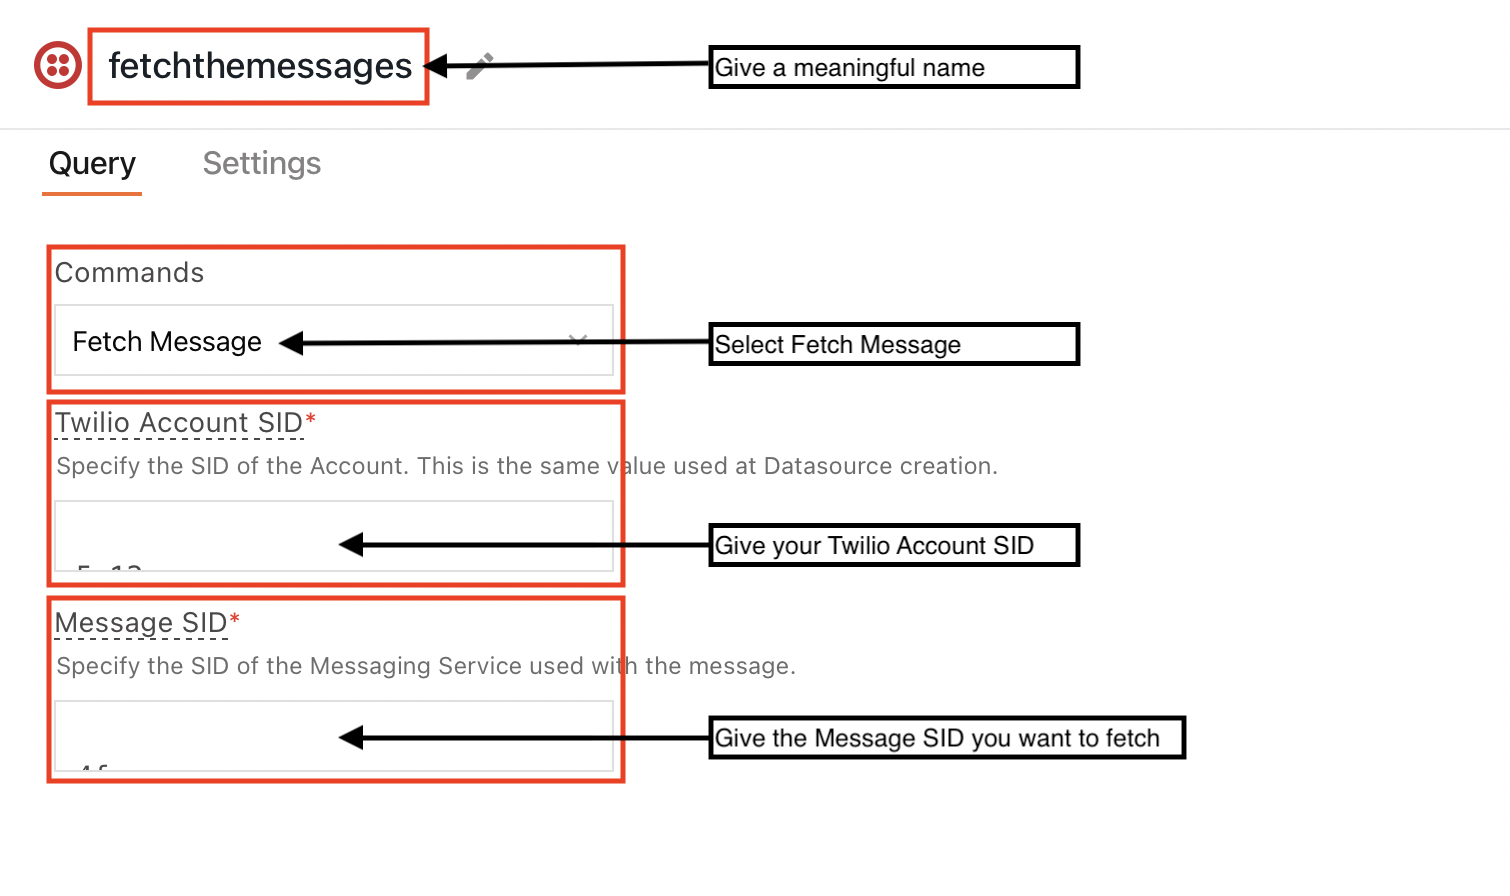 fetchthemessages
Give a meaningful name
Query Settings
Commands
Fetch Message
Select Fetch Message
Twilio Account SID*
Specify the SID of the Account. This is the same value used at Datasource creation.
Give your Twilio Account SID
Message SID*
Specify the SID of the Messaging Service used with the message.
Give the Message SID you want to fetch